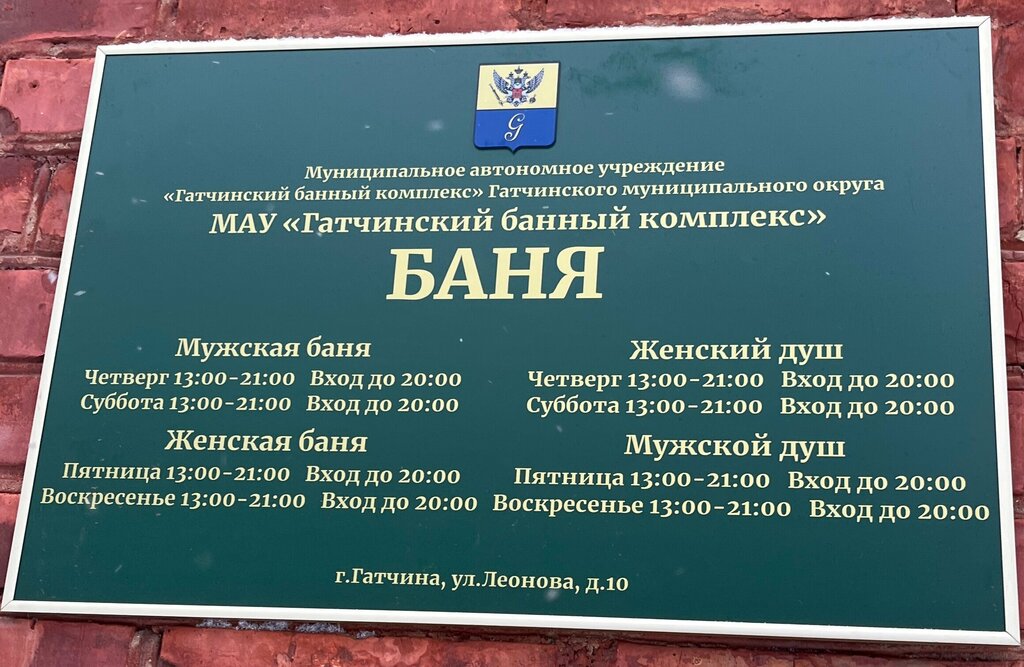 G
Муниципальное автономное учреждение
«Гатчинский банный комплекс» Гатчинского муниципального округа
МАУ «Гатчинский банный комплекс»
БАНЯ
Мужская баня
Четверг 13:00-21:00 Вход до 20:00
Суббота 13:00-21:00 Вход до 20:00
Женская баня
Пятница 13:00-21:00 Вход до 20:00
Воскресенье 13:00-21:00 Вход до 20:00
Женский душ
Четверг 13:00-21:00 Вход до 20:00
Суббота 13:00-21:00 Вход до 20:00
Мужской душ
Пятница 13:00-21:00 Вход до 20:00
Воскресенье 13:00-21:00 Вход до 20:00
г.Гатчина, ул.Леонова, д.10